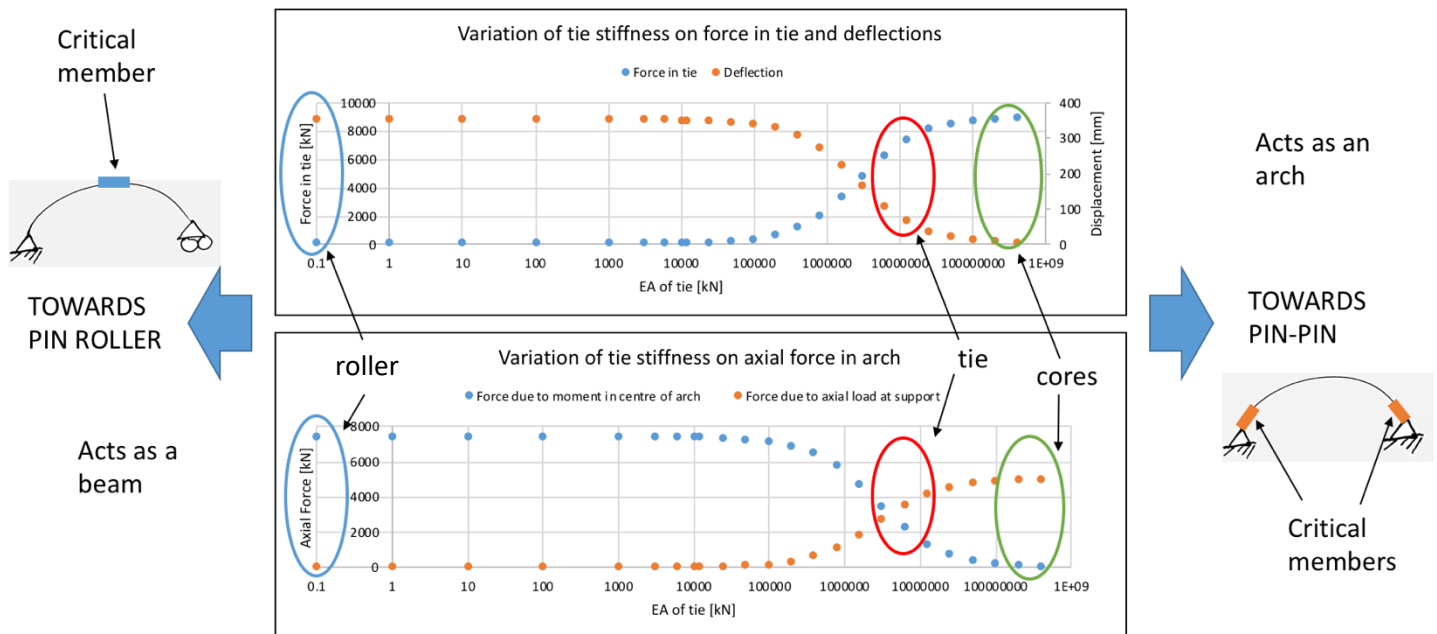 Critical
member
Variation of tie stiffness on force in tie and deflections
Force in tie
Deflection
Force in tie [kN]
10000
8000
6000
4000
2000
0
400
300
200
100
0
Displacement [mm]
0.1
1
10
100
1000
10000
100000
1000000
10000000
100000000
1E+09
EA of tie [kN]
Acts as an
arch
TOWARDS
PIN ROLLER
TOWARDS
PIN-PIN
roller
tie
cores
Variation of tie stiffness on axial force in arch
Force due to moment in centre of arch
Force due to axial load at support
Axial Force [kN]
8000
6000
4000
2000
0
0.1
1
10
100
1000
10000
100000
1000000
10000000
100000000
1E+09
EA of tie [kN]
Acts as a
beam
Critical
members